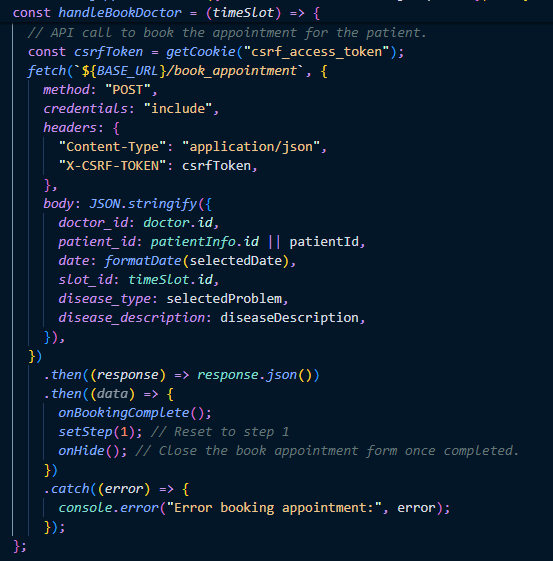 const handleBookDoctor = (timeSlot) => {
// API call to book the appointment for the patient.
const csrfToken = getCookie("csrf_access_token");
fetch(`${BASE_URL}/book_appointment`, {
method: "POST",
credentials: "include",
headers: {
"Content-Type": "application/json",
"X-CSRF-TOKEN": csrfToken,
},
body: JSON.stringify({
doctor_id: doctor.id,
patient_id: patientInfo.id || patientId,
date: formatDate(selectedDate),
slot_id: timeSlot.id,
disease_type: selectedProblem,
disease_description: diseaseDescription,
}),
})
.then((response) => response.json())
.then((data) => {
onBookingComplete();
setStep(1); // Reset to step 1
onHide(); // Close the book appointment form once completed.
})
.catch((error) => {
console.error("Error booking appointment:", error);
});
};